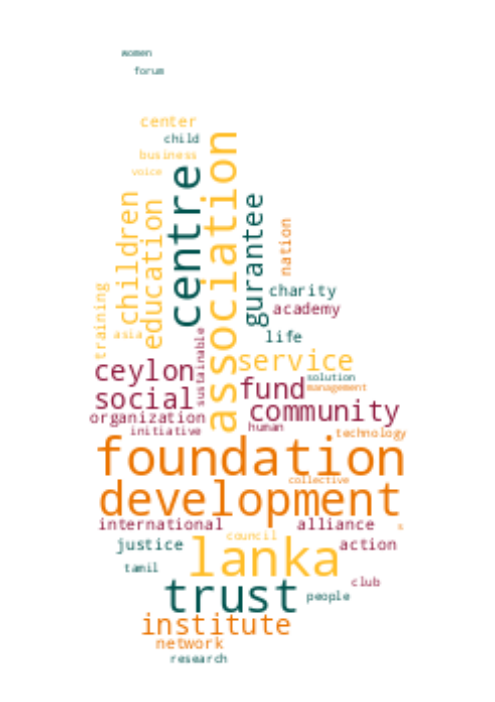 women
forum
center
child
business
voice
association
centre
children
education
gurantee
nation
training
asia
charity
academy
life
sustainable
service
ceylon
solution
management
social
fund
community
organization
initiative
human
technology
foundation
collective
development
international
alliance
s
council
justice
lanka
action
tamil
club
trust
people
institute
network
research